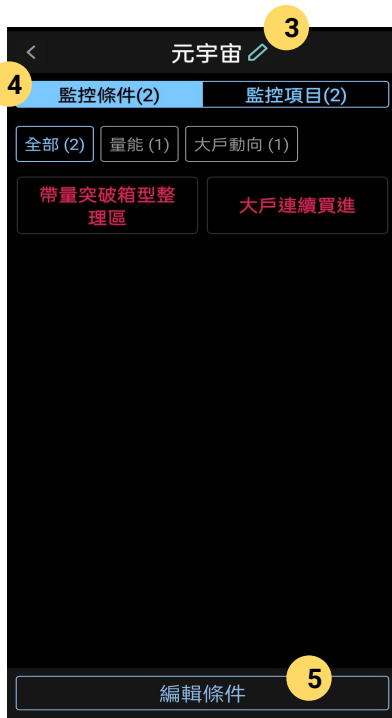 3
元宇宙
4
監控條件(2) 監控項目(2)
全部 (2) 量能 (1) 大戶動向 (1)
帶量突破箱型整
理區
大戶連續買進
5
編輯條件